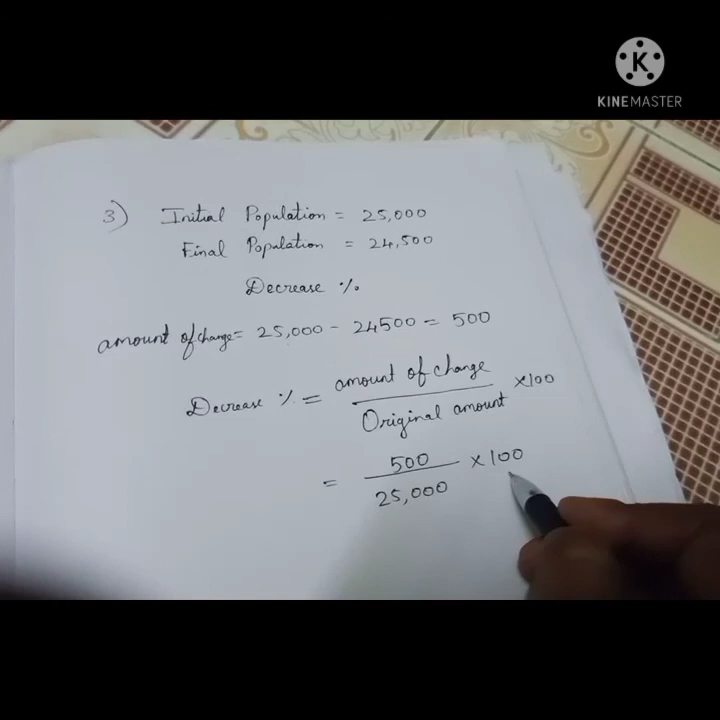 KINEMASTER
3) Initial Population = 25,000
Final Population = 24,500
Decrease %.
amount of change = 25,000 - 24500 = 500
Decrease % = amount of change / Original amount ×100
= 500 / 25,000 ×100